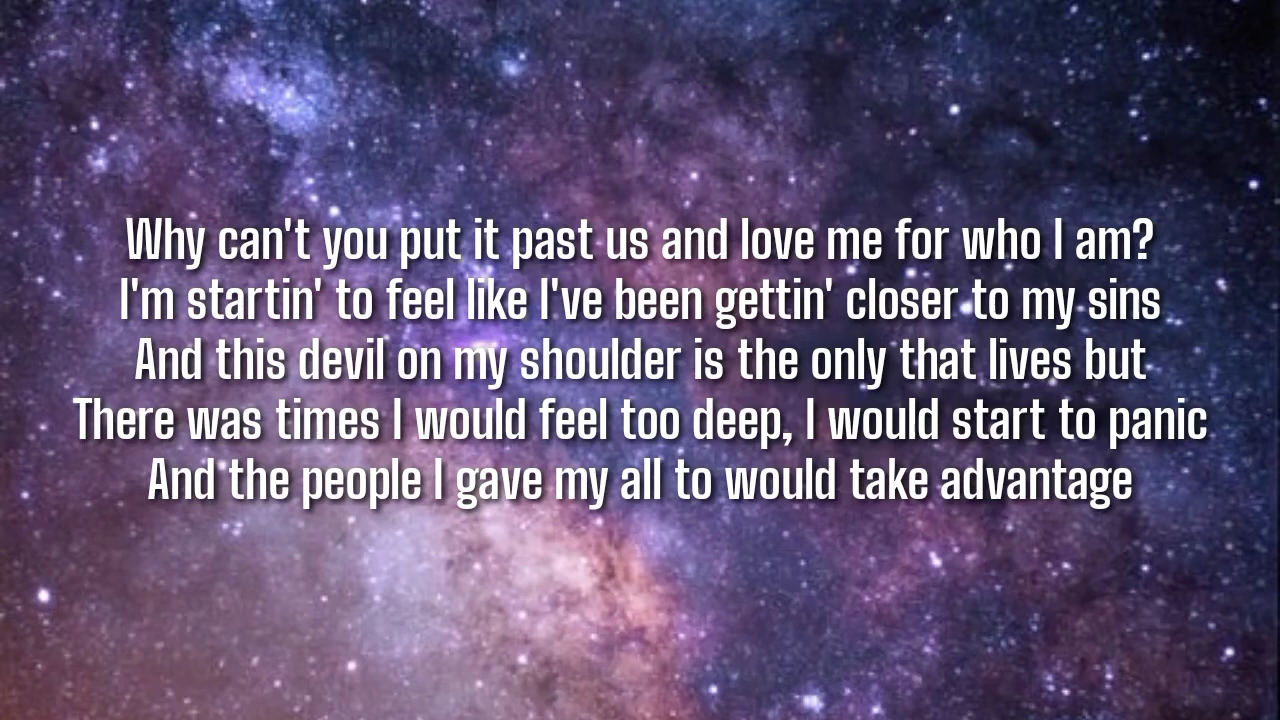 Why can't you put it past us and love me for who I am?
I'm startin' to feel like I've been gettin' closer to my sins
And this devil on my shoulder is the only that lives but
There was times I would feel too deep, I would start to panic
And the people I gave my all to would take advantage